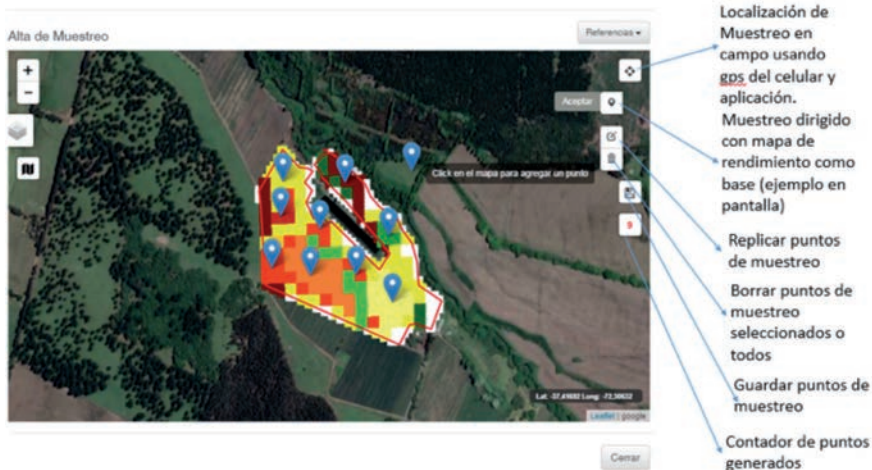 Alta de Muestreo
Referencias
+
−
Aceptar
Click en el mapa para agregar un punto
9
Lat: -37,41692 Long: -72,30632
Leaflet | google
Cerrar
Localización de
Muestreo en
campo usando
gps del celular y
aplicación.
Muestreo dirigido
con mapa de
rendimiento como
base (ejemplo en
pantalla)
Replicar puntos
de muestreo
Borrar puntos de
muestreo
seleccionados o
todos
Guardar puntos de
muestreo
Contador de puntos
generados